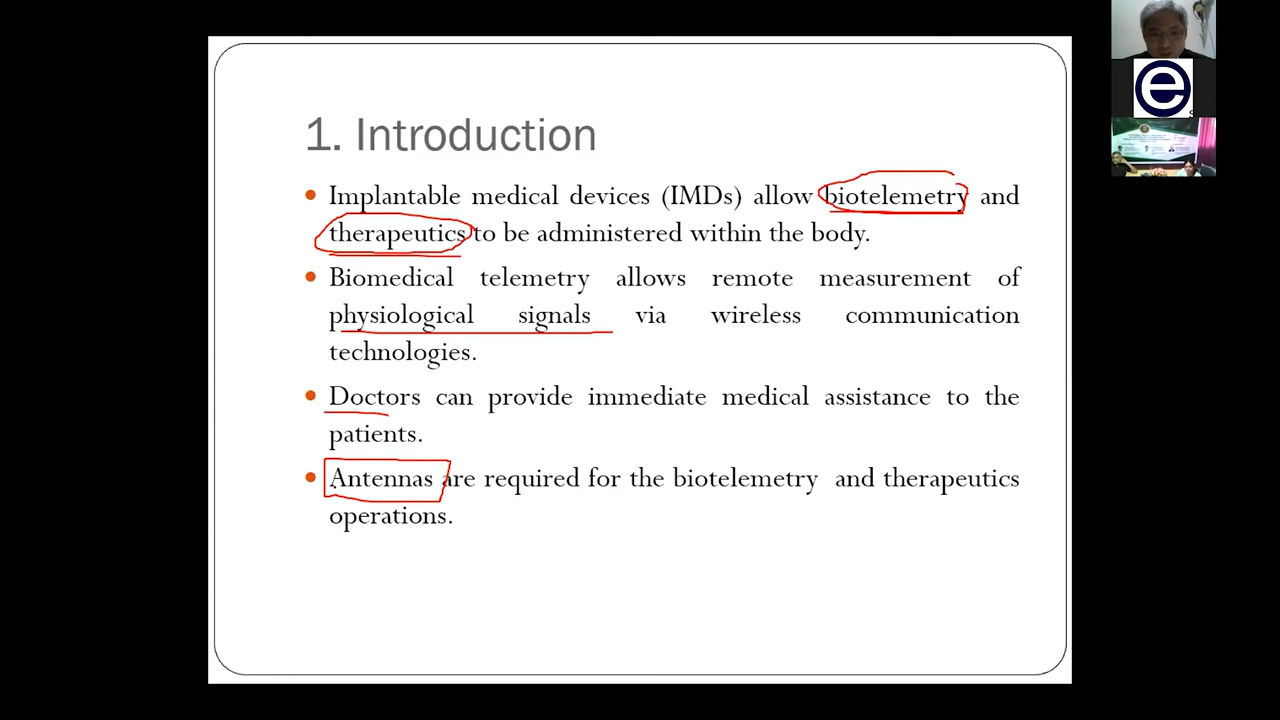 1. Introduction
• Implantable medical devices (IMDs) allow biotelemetry and
therapeutics to be administered within the body.
• Biomedical telemetry allows remote measurement of
physiological signals via wireless communication
technologies.
• Doctors can provide immediate medical assistance to the
patients.
• Antennas are required for the biotelemetry and therapeutics
operations.
e